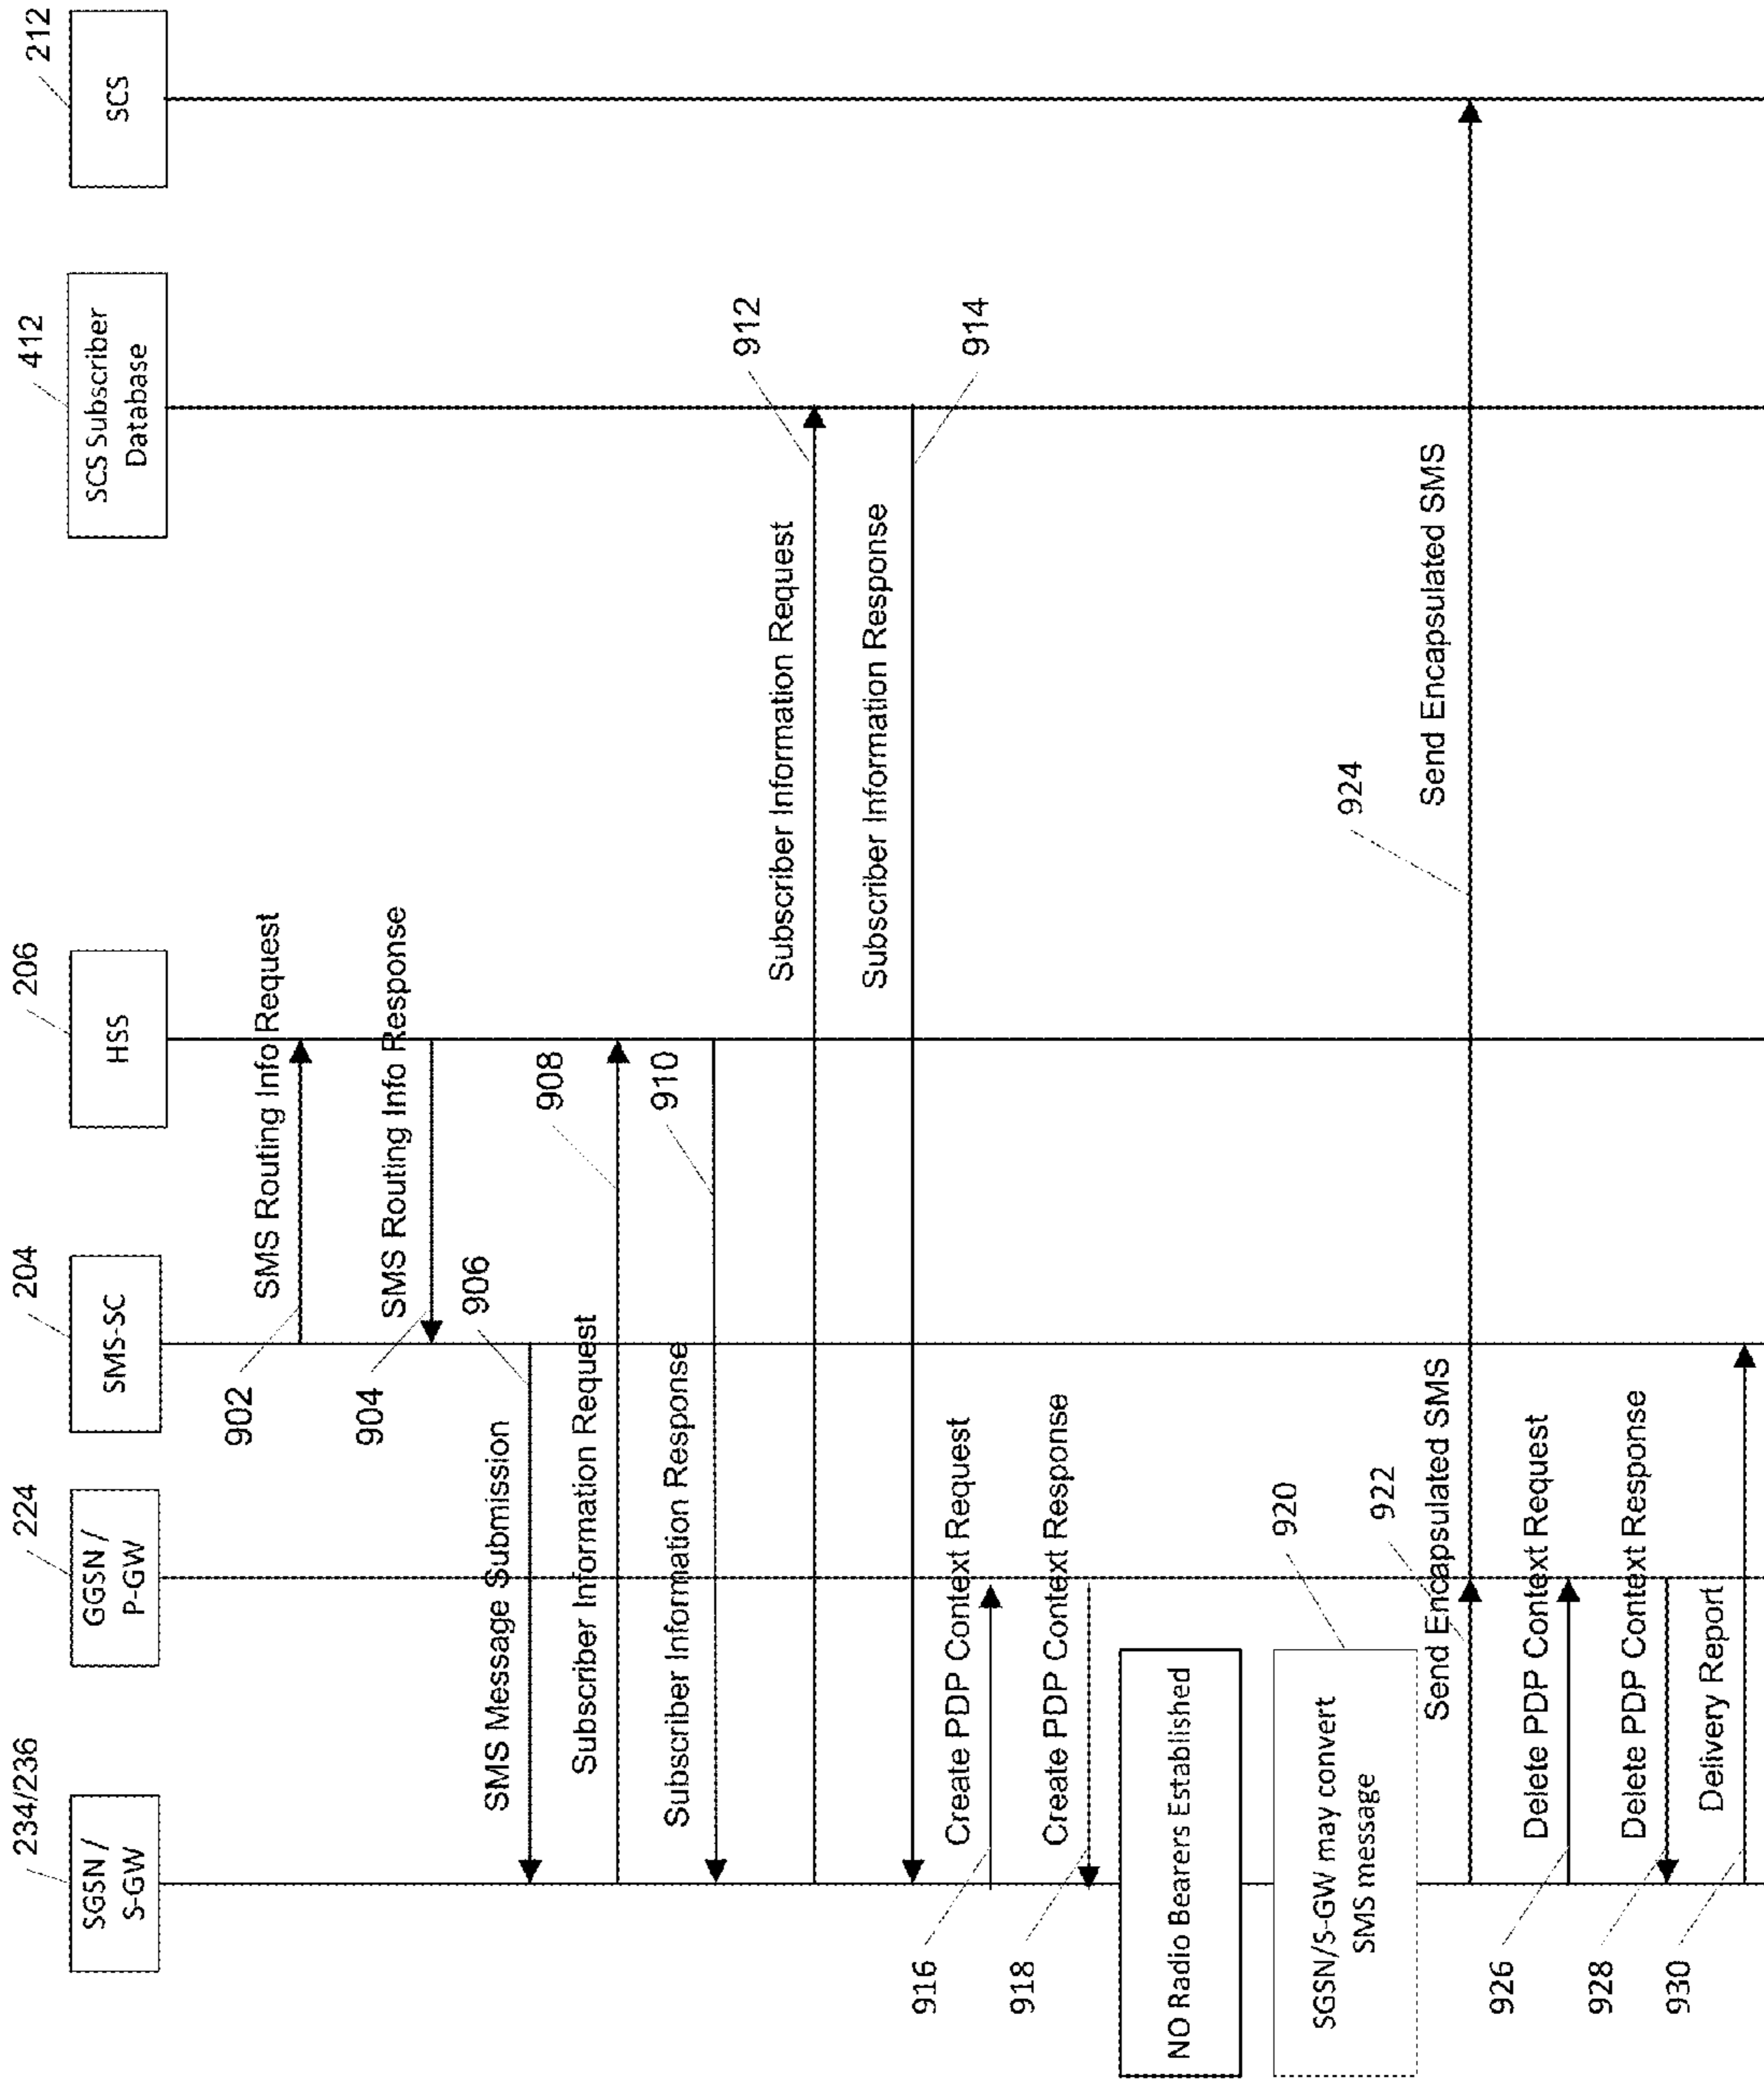 234/236
SGSN /
S-GW
224
GGSN /
P-GW
204
SMS-SC
206
HSS
412
SCS Subscriber
Database
212
SCS
902
SMS Routing Info Request
904
SMS Routing Info Response
906
SMS Message Submission
Subscriber Information Request
908
Subscriber Information Response
910
Subscriber Information Request
912
Subscriber Information Response
914
916
Create PDP Context Request
918
Create PDP Context Response
NO Radio Bearers Established
920
SGSN/S-GW may convert
SMS message
922
Send Encapsulated SMS
924
Send Encapsulated SMS
926
Delete PDP Context Request
928
Delete PDP Context Response
930
Delivery Report